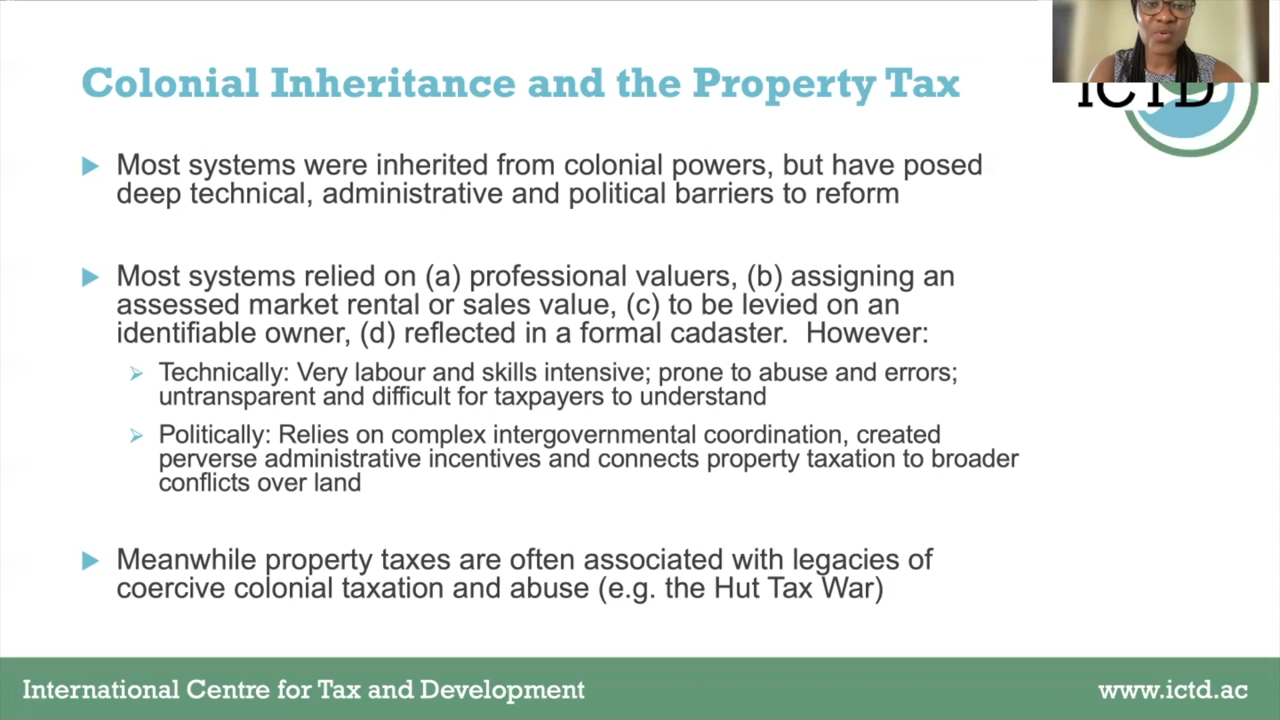 Colonial Inheritance and the Property Tax
ICTD
Most systems were inherited from colonial powers, but have posed
deep technical, administrative and political barriers to reform
Most systems relied on (a) professional valuers, (b) assigning an
assessed market rental or sales value, (c) to be levied on an
identifiable owner, (d) reflected in a formal cadaster.  However:
Technically: Very labour and skills intensive; prone to abuse and errors;
untransparent and difficult for taxpayers to understand
Politically: Relies on complex intergovernmental coordination, created
perverse administrative incentives and connects property taxation to broader
conflicts over land
Meanwhile property taxes are often associated with legacies of
coercive colonial taxation and abuse (e.g. the Hut Tax War)
International Centre for Tax and Development
www.ictd.ac